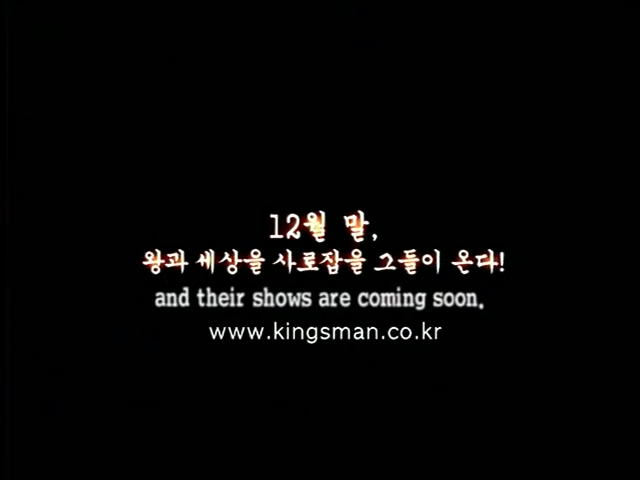 12월 말,
왕과 세상을 사로잡을 그들이 온다!
and their shows are coming soon.
www.kingsman.co.kr